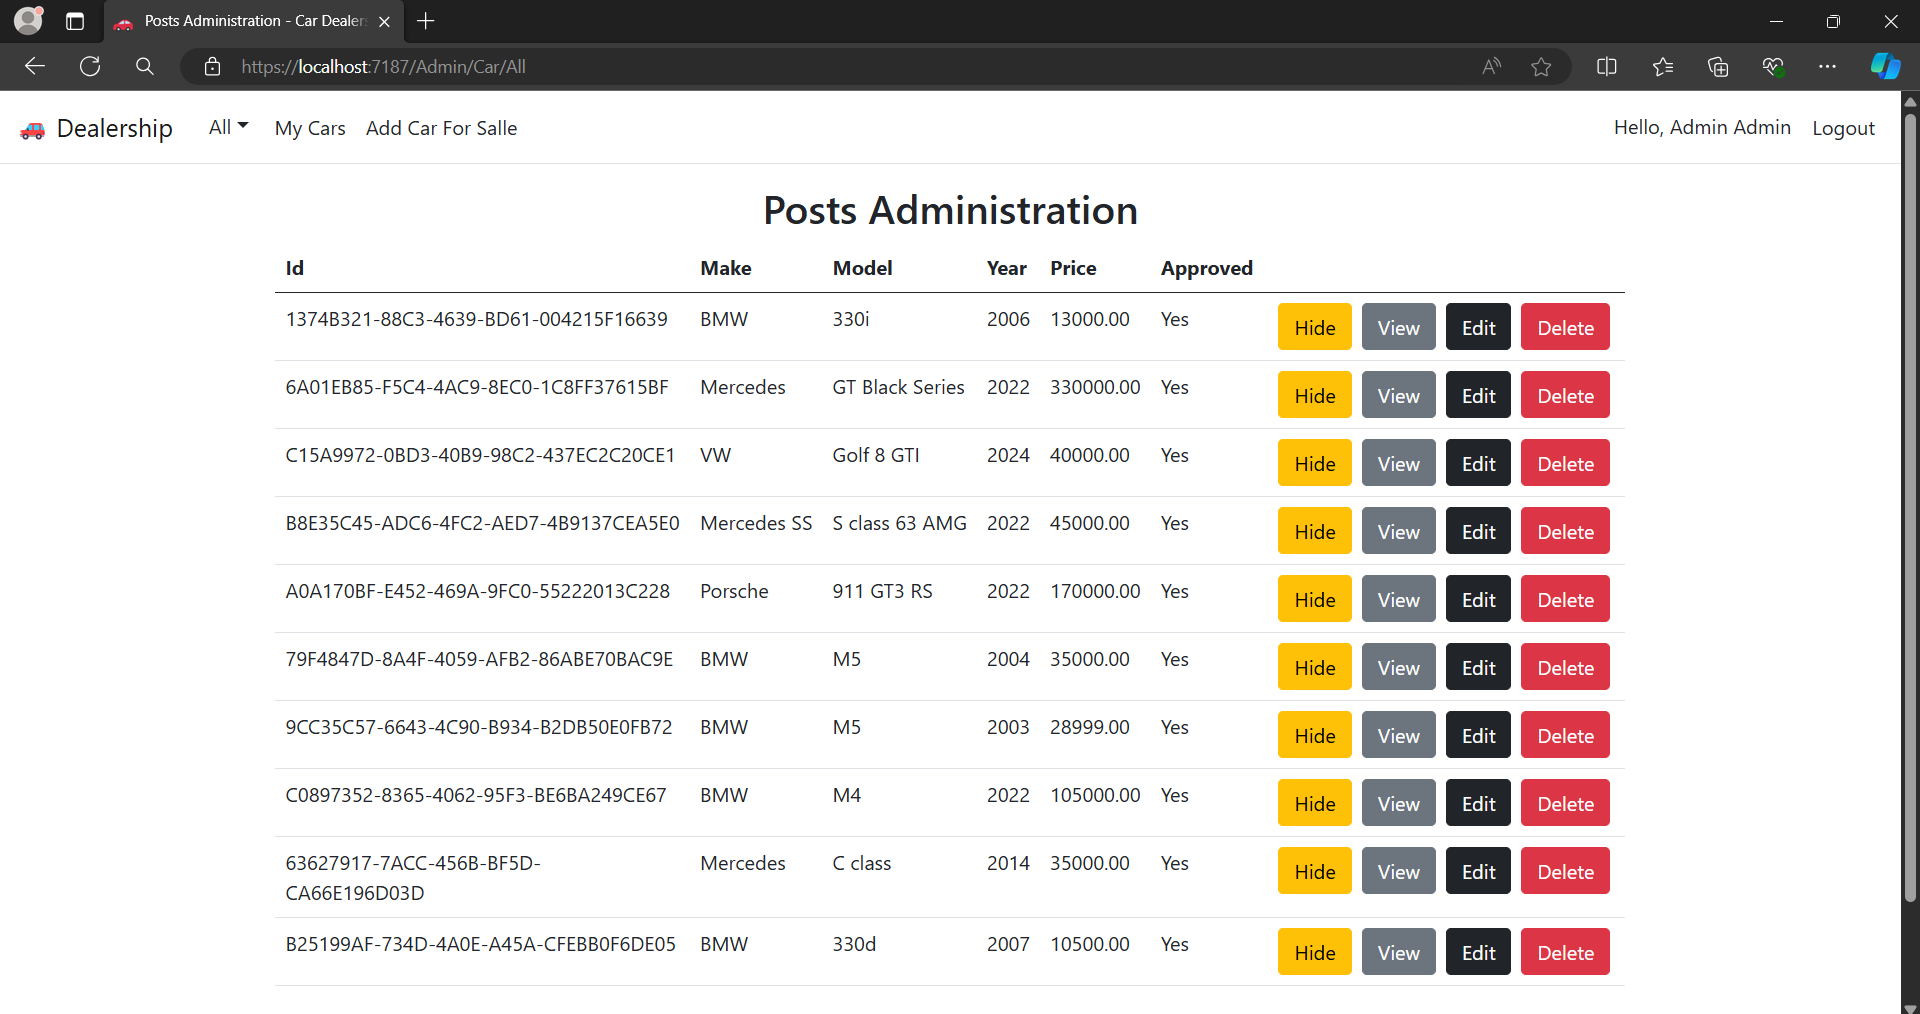 Posts Administration - Car Dealer
https://localhost:7187/Admin/Car/All
Dealership All My Cars Add Car For Salle Hello, Admin Admin Logout
Posts Administration
Id Make Model Year Price Approved
1374B321-88C3-4639-BD61-004215F16639 BMW 330i 2006 13000.00 Yes Hide View Edit Delete
6A01EB85-F5C4-4AC9-8EC0-1C8FF37615BF Mercedes GT Black Series 2022 330000.00 Yes Hide View Edit Delete
C15A9972-0BD3-40B9-98C2-437EC2C20CE1 VW Golf 8 GTI 2024 40000.00 Yes Hide View Edit Delete
B8E35C45-ADC6-4FC2-AED7-4B9137CEA5E0 Mercedes SS S class 63 AMG 2022 45000.00 Yes Hide View Edit Delete
A0A170BF-E452-469A-9FC0-55222013C228 Porsche 911 GT3 RS 2022 170000.00 Yes Hide View Edit Delete
79F4847D-8A4F-4059-AFB2-86ABE70BAC9E BMW M5 2004 35000.00 Yes Hide View Edit Delete
9CC35C57-6643-4C90-B934-B2DB50E0FB72 BMW M5 2003 28999.00 Yes Hide View Edit Delete
C0897352-8365-4062-95F3-BE6BA249CE67 BMW M4 2022 105000.00 Yes Hide View Edit Delete
63627917-7ACC-456B-BF5D- Mercedes C class 2014 35000.00 Yes Hide View Edit Delete
CA66E196D03D
B25199AF-734D-4A0E-A45A-CFEBB0F6DE05 BMW 330d 2007 10500.00 Yes Hide View Edit Delete